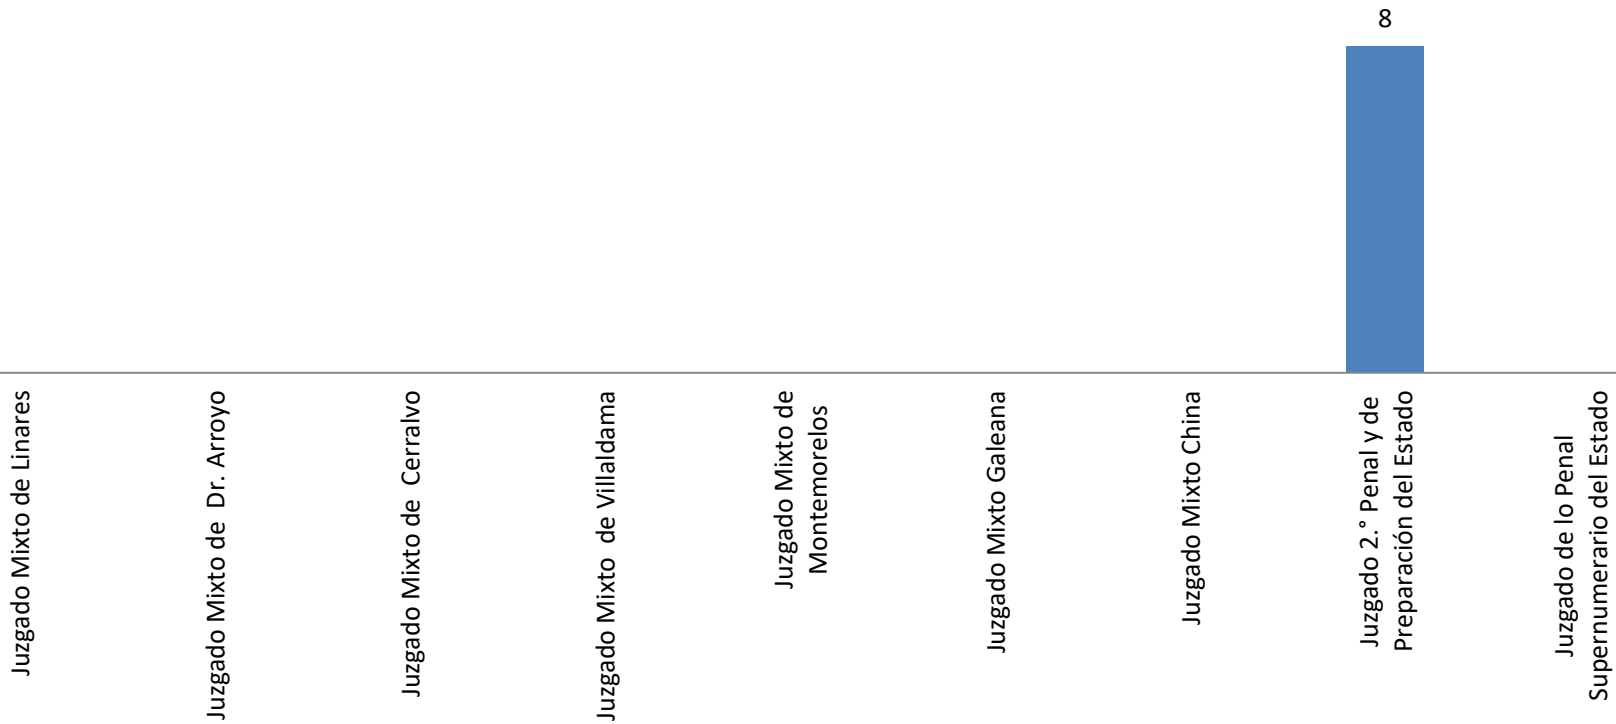 8
Juzgado Mixto de Linares
Juzgado Mixto de  Dr. Arroyo
Juzgado Mixto de  Cerralvo
Juzgado Mixto  de Villaldama
Juzgado Mixto de
Montemorelos
Juzgado Mixto Galeana
Juzgado Mixto China
Juzgado 2.° Penal y de
Preparación del Estado
Juzgado de lo Penal
Supernumerario del Estado